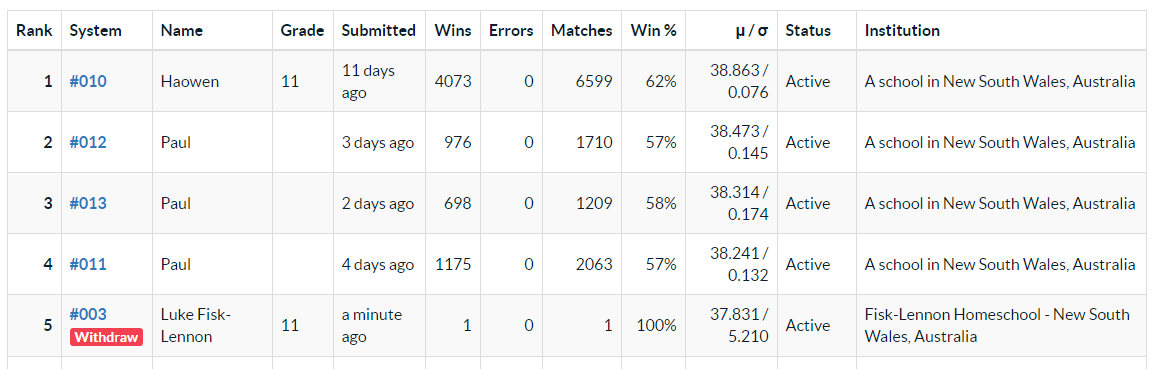 Rank System Name Grade Submitted Wins Errors Matches Win % μ / σ Status Institution
1 #010 Haowen 11 11 days ago 4073 0 6599 62% 38.863 / 0.076 Active A school in New South Wales, Australia
2 #012 Paul 3 days ago 976 0 1710 57% 38.473 / 0.145 Active A school in New South Wales, Australia
3 #013 Paul 2 days ago 698 0 1209 58% 38.314 / 0.174 Active A school in New South Wales, Australia
4 #011 Paul 4 days ago 1175 0 2063 57% 38.241 / 0.132 Active A school in New South Wales, Australia
5 #003 Withdraw Luke Fisk-Lennon 11 a minute ago 1 0 1 100% 37.831 / 5.210 Active Fisk-Lennon Homeschool - New South Wales, Australia